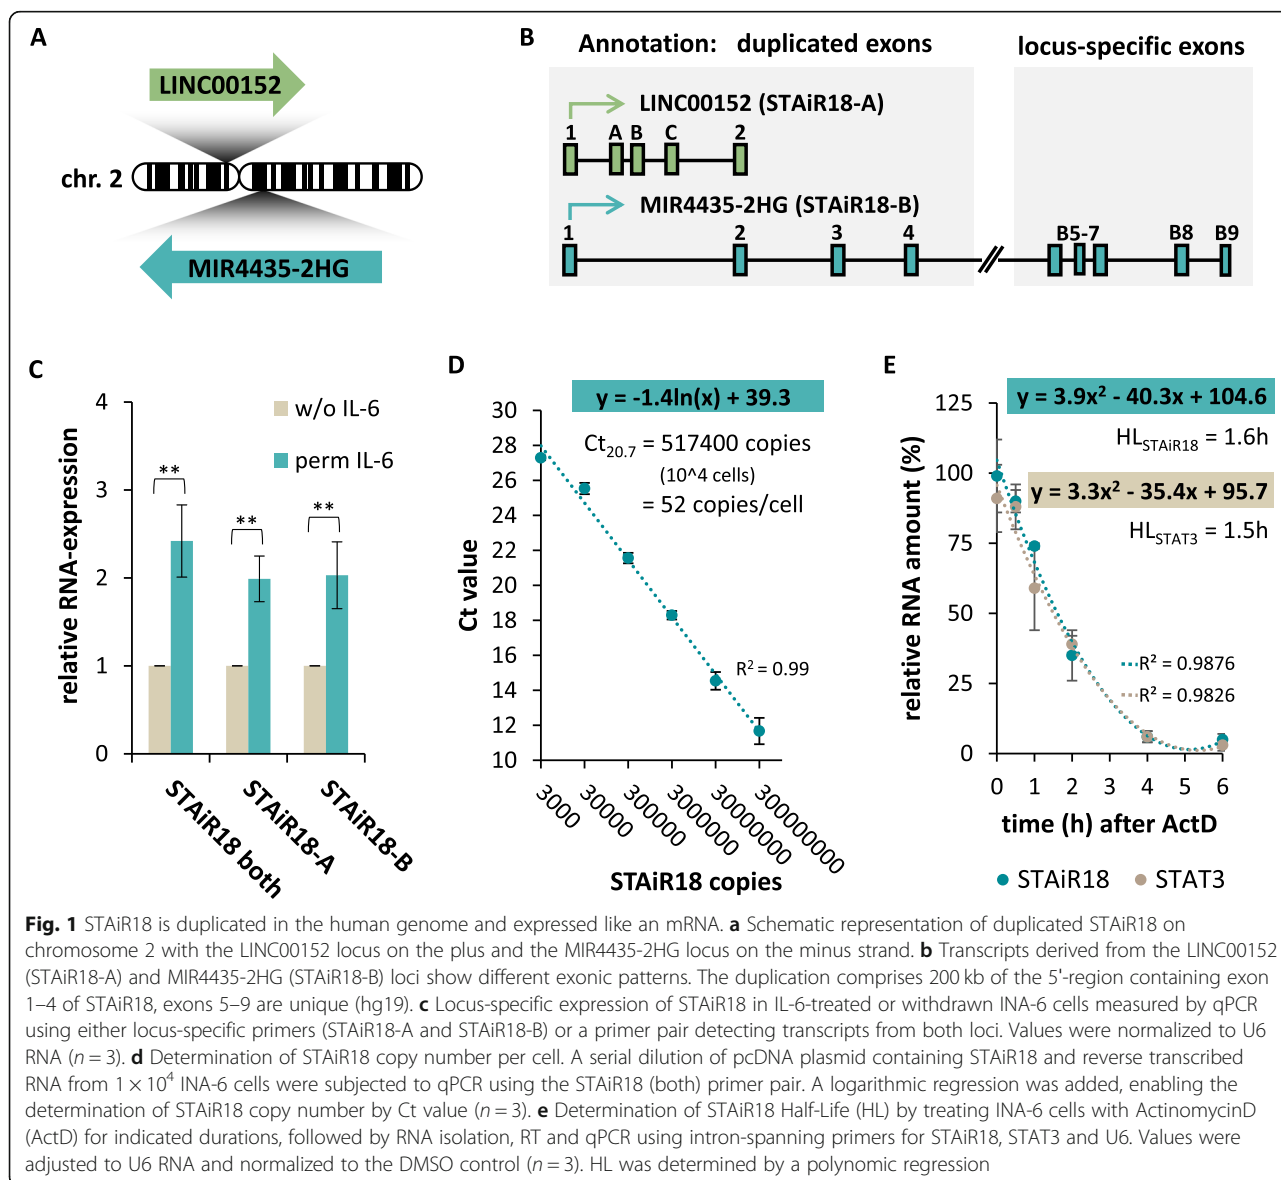 A
LINC00152
chr. 2
MIR4435-2HG
B
Annotation: duplicated exons
locus-specific exons
LINC00152 (STAiR18-A)
1 A B C 2
MIR4435-2HG (STAiR18-B)
1 2 3 4 B5-7 B8 B9
C
relative RNA-expression
4
3
2
1
0
w/o IL-6
perm IL-6
**
**
**
STAiR18 both
STAiR18-A
STAiR18-B
D
y = -1.4ln(x) + 39.3
Ct20.7 = 517400 copies
(10^4 cells)
= 52 copies/cell
Ct value
30
28
26
24
22
20
18
16
14
12
10
R² = 0.99
3000
30000
300000
3000000
30000000
300000000
STAiR18 copies
E
y = 3.9x² - 40.3x + 104.6
HLSTAiR18 = 1.6h
y = 3.3x² - 35.4x + 95.7
HLSTAT3 = 1.5h
relative RNA amount (%)
125
100
75
50
25
0
R² = 0.9876
R² = 0.9826
0 1 2 3 4 5 6
time (h) after ActD
STAiR18 STAT3
Fig. 1 STAiR18 is duplicated in the human genome and expressed like an mRNA. a Schematic representation of duplicated STAiR18 on
chromosome 2 with the LINC00152 locus on the plus and the MIR4435-2HG locus on the minus strand. b Transcripts derived from the LINC00152
(STAiR18-A) and MIR4435-2HG (STAiR18-B) loci show different exonic patterns. The duplication comprises 200 kb of the 5'-region containing exon
1–4 of STAiR18, exons 5–9 are unique (hg19). c Locus-specific expression of STAiR18 in IL-6-treated or withdrawn INA-6 cells measured by qPCR
using either locus-specific primers (STAiR18-A and STAiR18-B) or a primer pair detecting transcripts from both loci. Values were normalized to U6
RNA (n = 3). d Determination of STAiR18 copy number per cell. A serial dilution of pcDNA plasmid containing STAiR18 and reverse transcribed
RNA from 1 × 10⁴ INA-6 cells were subjected to qPCR using the STAiR18 (both) primer pair. A logarithmic regression was added, enabling the
determination of STAiR18 copy number by Ct value (n = 3). e Determination of STAiR18 Half-Life (HL) by treating INA-6 cells with ActinomycinD
(ActD) for indicated durations, followed by RNA isolation, RT and qPCR using intron-spanning primers for STAiR18, STAT3 and U6. Values were
adjusted to U6 RNA and normalized to the DMSO control (n = 3). HL was determined by a polynomic regression